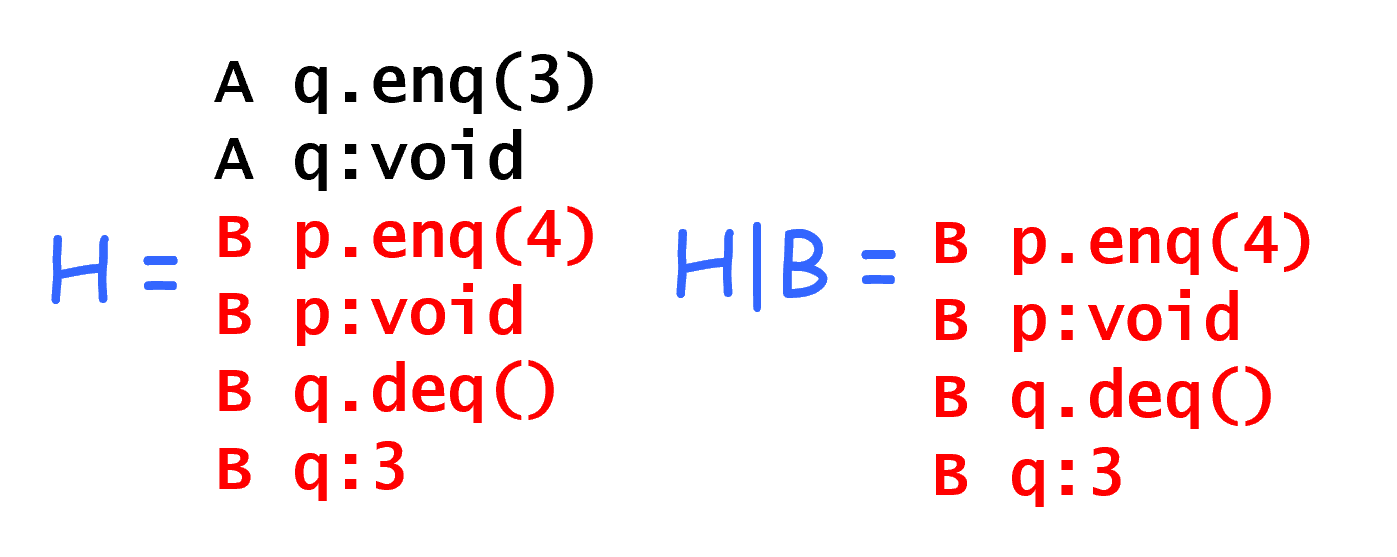 H =
A q.enq(3)
A q:void
B p.enq(4)
B p:void
B q.deq()
B q:3
H|B =
B p.enq(4)
B p:void
B q.deq()
B q:3